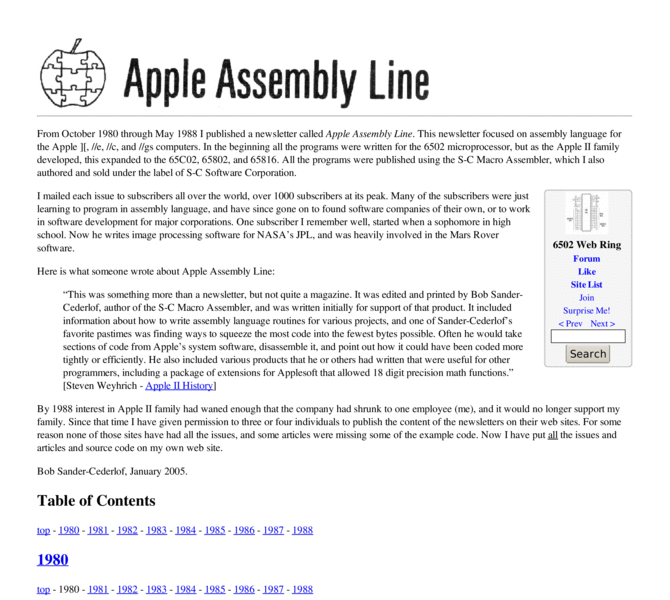 Apple Assembly Line
From October 1980 through May 1988 I published a newsletter called Apple Assembly Line. This newsletter focused on assembly language for
the Apple ][, //e, //c, and //gs computers. In the beginning all the programs were written for the 6502 microprocessor, but as the Apple II family
developed, this expanded to the 65C02, 65802, and 65816. All the programs were published using the S-C Macro Assembler, which I also
authored and sold under the label of S-C Software Corporation.
I mailed each issue to subscribers all over the world, over 1000 subscribers at its peak. Many of the subscribers were just
learning to program in assembly language, and have since gone on to found software companies of their own, or to work
in software development for major corporations. One subscriber I remember well, started when a sophomore in high
school. Now he writes image processing software for NASA's JPL, and was heavily involved in the Mars Rover
software.
Here is what someone wrote about Apple Assembly Line:
“This was something more than a newsletter, but not quite a magazine. It was edited and printed by Bob Sander-
Cederlof, author of the S-C Macro Assembler, and was written initially for support of that product. It included
information about how to write assembly language routines for various projects, and one of Sander-Cederlof's
favorite pastimes was finding ways to squeeze the most code into the fewest bytes possible. Often he would take
sections of code from Apple's system software, disassemble it, and point out how it could have been coded more
tightly or efficiently. He also included various products that he or others had written that were useful for other
programmers, including a package of extensions for Applesoft that allowed 18 digit precision math functions.”
[Steven Weyhrich - Apple II History]
6502 Web Ring
Forum
Like
Site List
Join
Surprise Me!
< Prev Next >
Search
By 1988 interest in Apple II family had waned enough that the company had shrunk to one employee (me), and it would no longer support my
family. Since that time I have given permission to three or four individuals to publish the content of the newsletters on their web sites. For some
reason none of those sites have had all the issues, and some articles were missing some of the example code. Now I have put all the issues and
articles and source code on my own web site.
Bob Sander-Cederlof, January 2005.
Table of Contents
top - 1980 - 1981 - 1982 - 1983 - 1984 - 1985 - 1986 - 1987 - 1988
1980
top - 1980 - 1981 - 1982 - 1983 - 1984 - 1985 - 1986 - 1987 - 1988